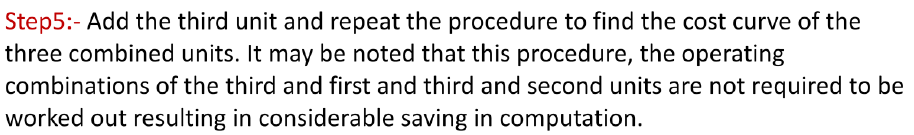 Step5:- Add the third unit and repeat the procedure to find the cost curve of the
three combined units. It may be noted that this procedure, the operating
combinations of the third and first and third and second units are not required to be
worked out resulting in considerable saving in computation.